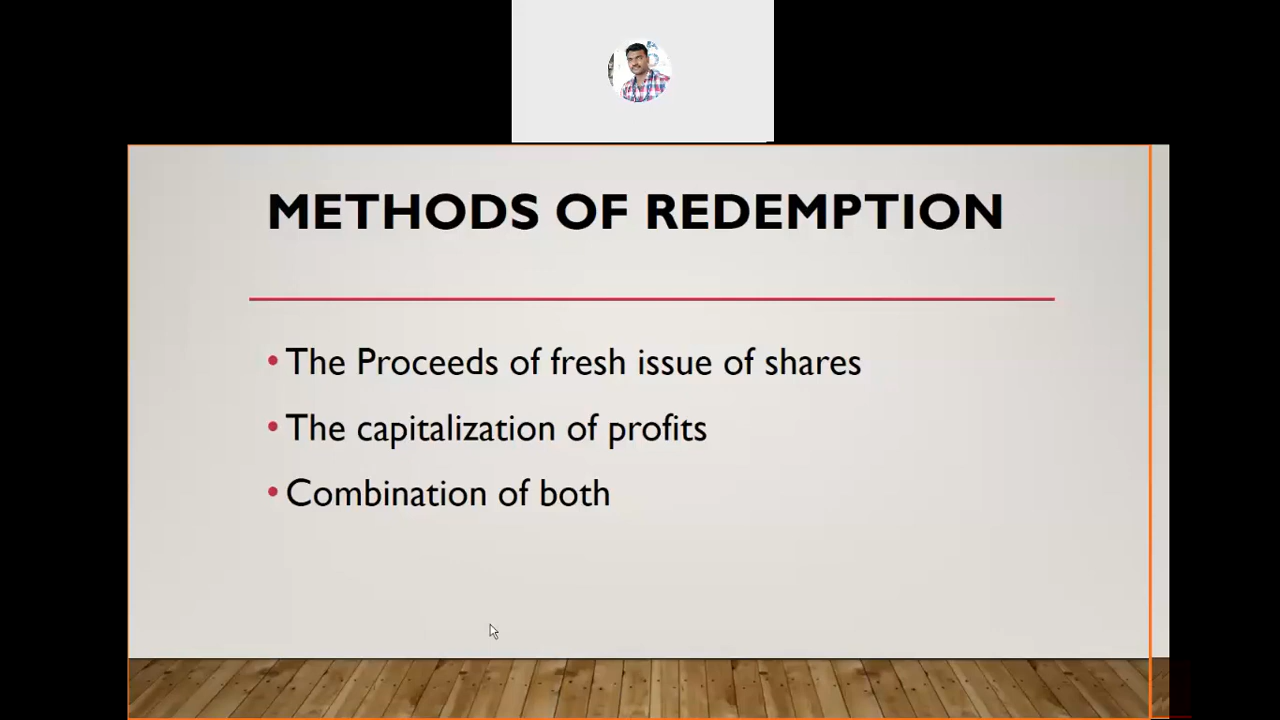 METHODS OF REDEMPTION
• The Proceeds of fresh issue of shares
• The capitalization of profits
• Combination of both